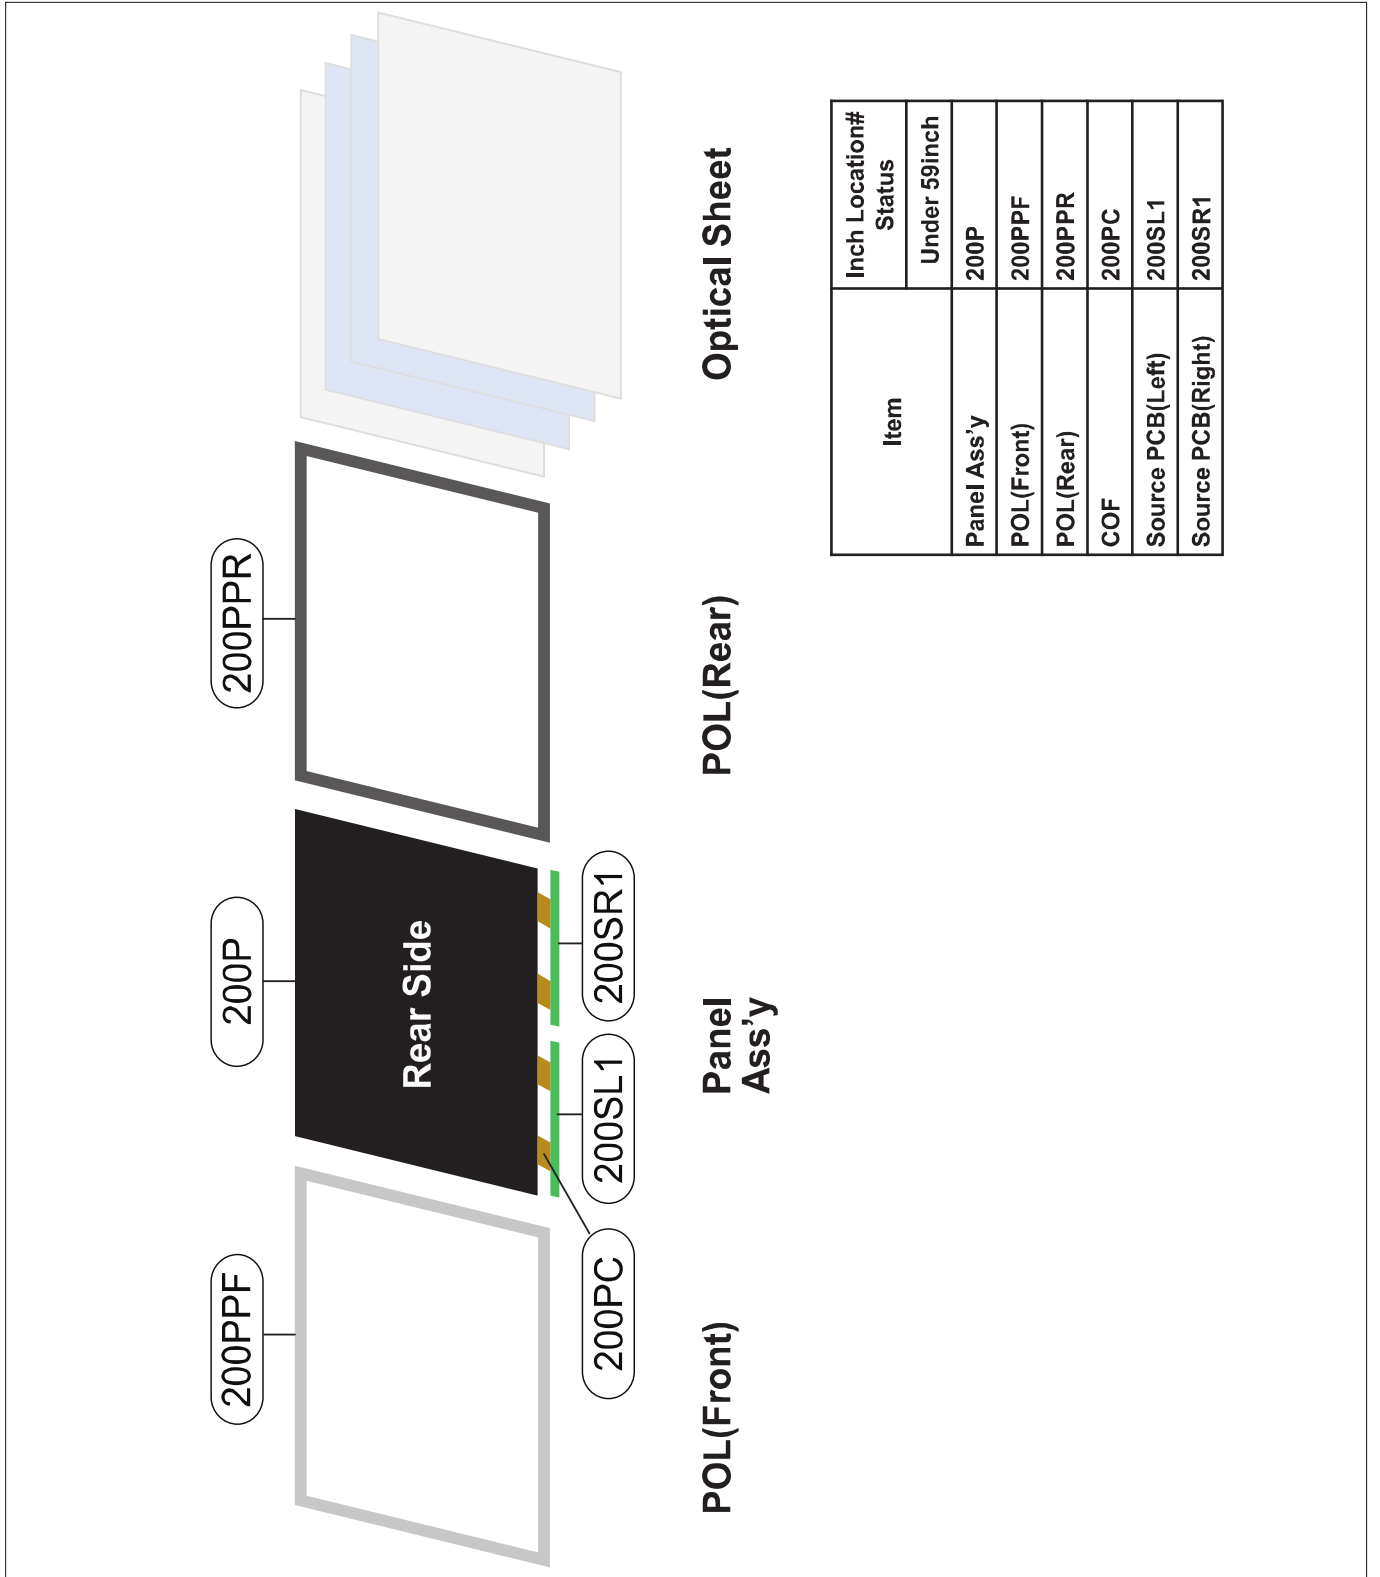 200PPF
200P
200PPR
Rear Side
200PC
200SL1
200SR1
POL(Front)
Panel
Ass’y
POL(Rear)
Optical Sheet
Item
Inch Location#
Status
Under 59inch
Panel Ass’y 200P
POL(Front) 200PPF
POL(Rear) 200PPR
COF 200PC
Source PCB(Left) 200SL1
Source PCB(Right) 200SR1